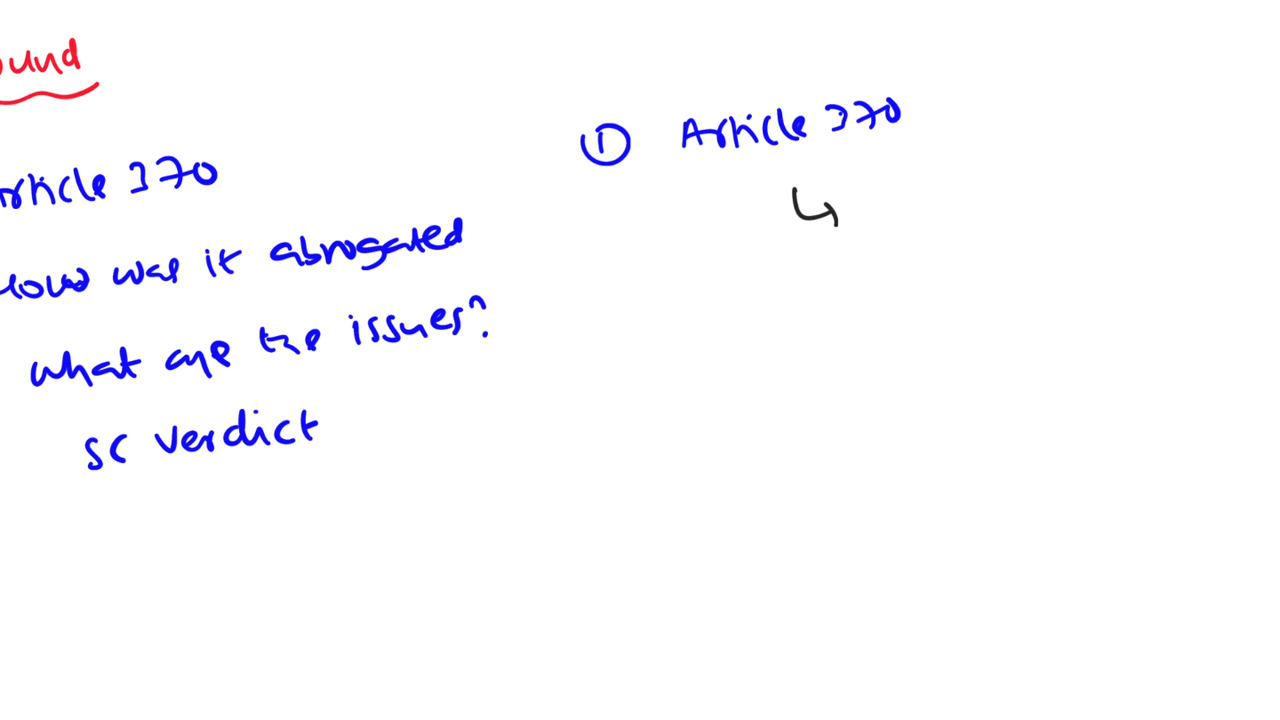 ound
rticle 370
How was it abrogated
what are the issues?
SC verdict
① Article 370